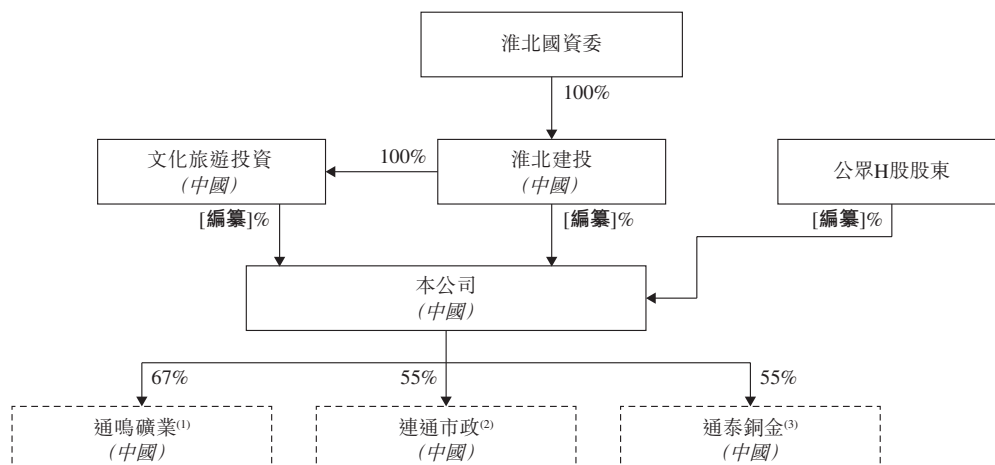 淮北國資委
100%
文化旅遊投資
(中國)
100%
淮北建投
(中國)
公眾H股股東
[編纂]%
[編纂]%
[編纂]%
本公司
(中國)
67%
55%
55%
通鳴礦業(1)
(中國)
連通市政(2)
(中國)
通泰銅金(3)
(中國)